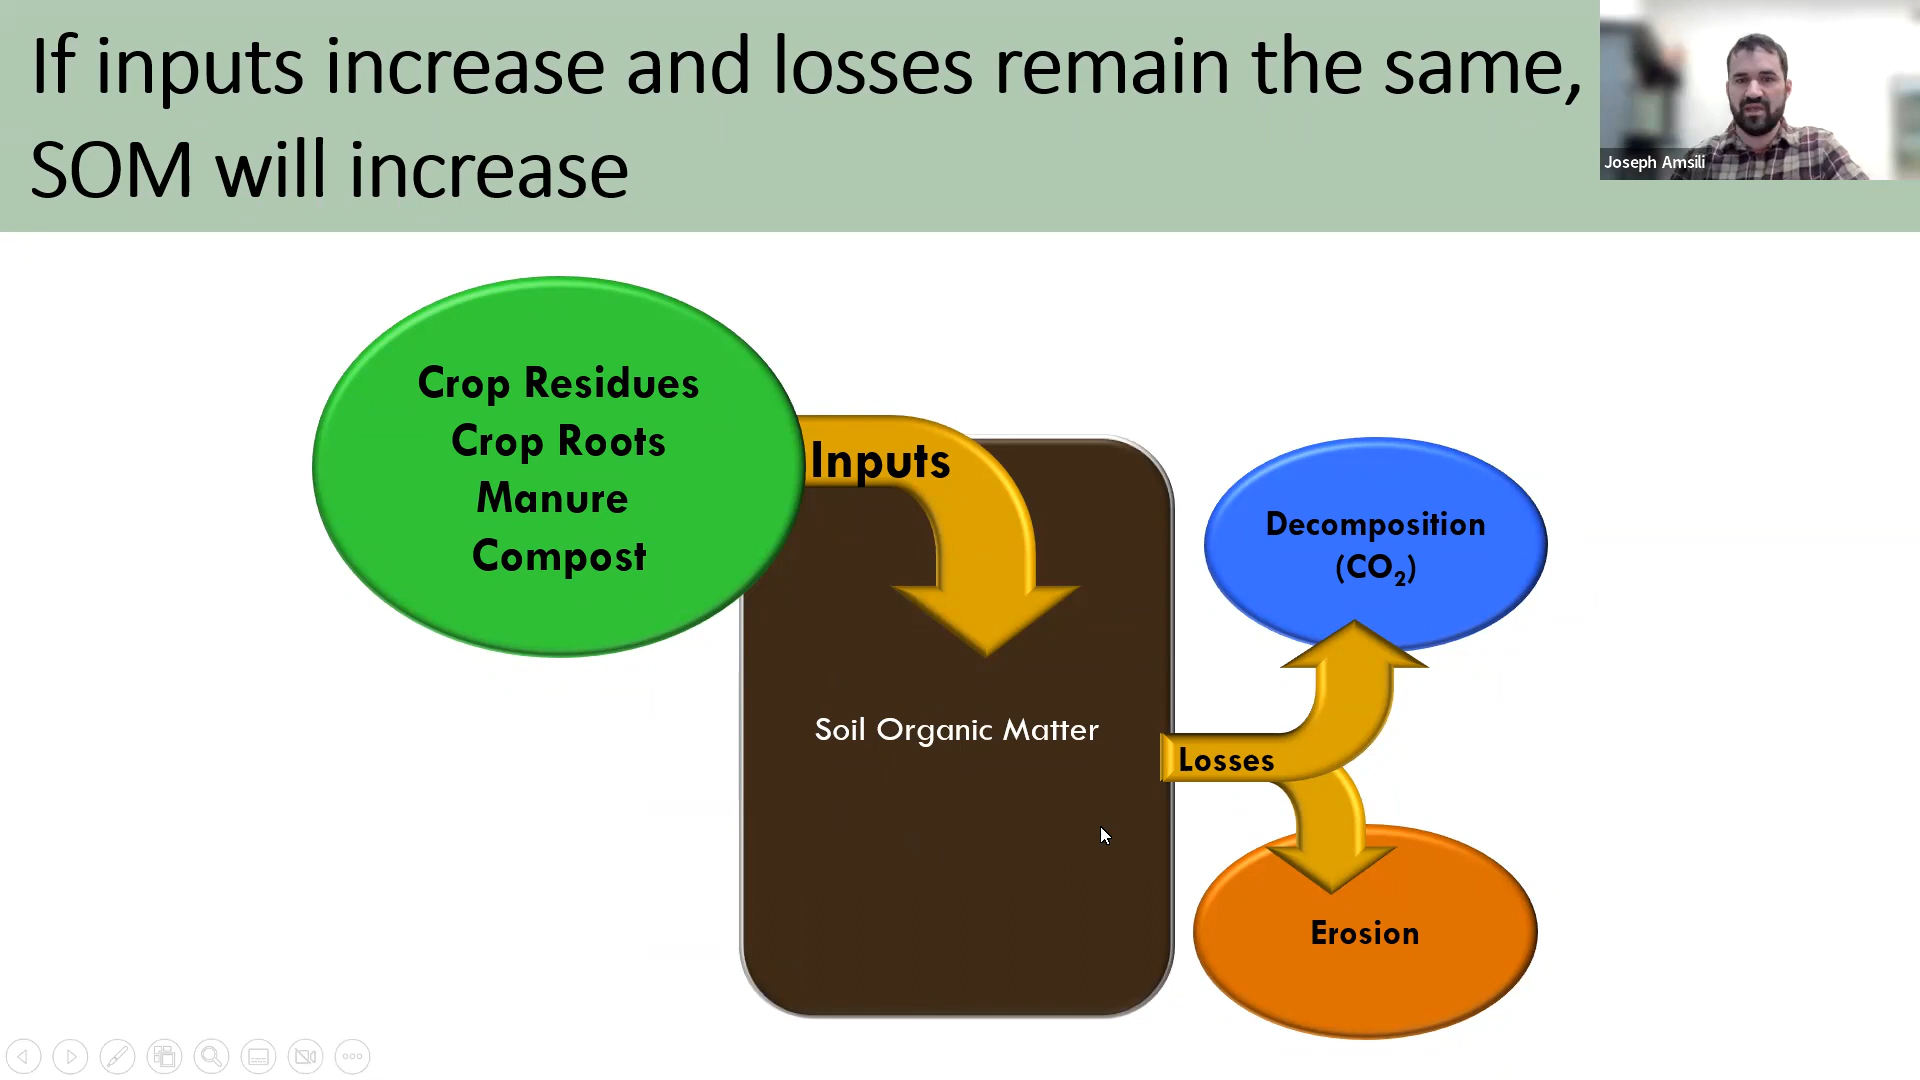 If inputs increase and losses remain the same,
SOM will increase
Joseph Amsili
Crop Residues
Crop Roots
Manure
Compost
Inputs
Soil Organic Matter
Decomposition
(CO₂)
Losses
Erosion